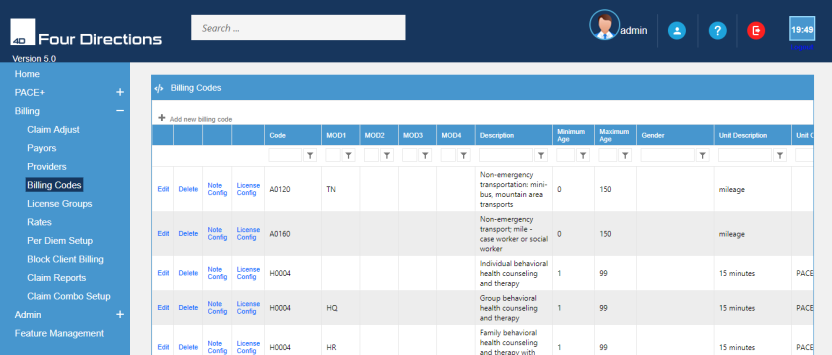 4D Four Directions
Version 5.0
Search ...
admin
?
19:49
Home
PACE+ +
Billing −
Claim Adjust
Payors
Providers
Billing Codes
License Groups
Rates
Per Diem Setup
Block Client Billing
Claim Reports
Claim Combo Setup
Admin +
Feature Management
</> Billing Codes
+ Add new billing code
Code MOD1 MOD2 MOD3 MOD4 Description Minimum Age Maximum Age Gender Unit Description Unit C
Edit Delete Note Config License Config A0120 TN Non-emergency transportation: mini-bus, mountain area transports 0 150 mileage
Edit Delete Note Config License Config A0160 Non-emergency transport; mile - case worker or social worker 0 150 mileage
Edit Delete Note Config License Config H0004 Individual behavioral health counseling and therapy 1 99 15 minutes PACE
Edit Delete Note Config License Config H0004 HQ Group behavioral health counseling and therapy 1 99 15 minutes PACE
Edit Delete Note Config License Config H0004 HR Family behavioral health counseling and therapy with 1 99 15 minutes PACE